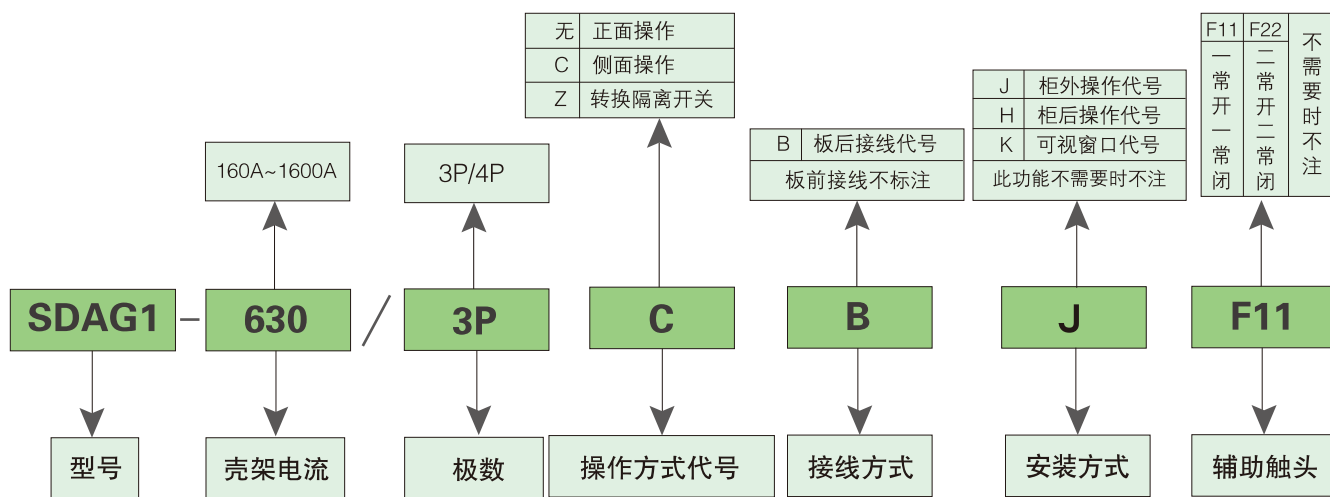 无 正面操作
C 侧面操作
Z 转换隔离开关
F11 F22
一常开一常闭
二常开二常闭
不需要时不注
J 柜外操作代号
H 柜后操作代号
K 可视窗口代号
此功能不需要时不注
B 板后接线代号
板前接线不标注
160A~1600A
3P/4P
SDAG1 - 630 / 3P C B J F11
型号 壳架电流 极数 操作方式代号 接线方式 安装方式 辅助触头